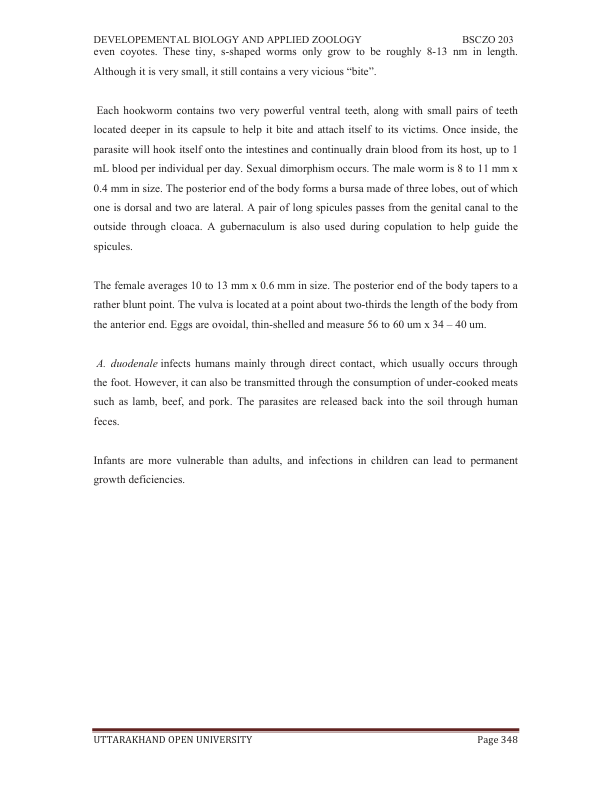 DEVELOPEMENTAL BIOLOGY AND APPLIED ZOOLOGY BSCZO 203
even coyotes. These tiny, s-shaped worms only grow to be roughly 8-13 nm in length.
Although it is very small, it still contains a very vicious “bite”.
Each hookworm contains two very powerful ventral teeth, along with small pairs of teeth
located deeper in its capsule to help it bite and attach itself to its victims. Once inside, the
parasite will hook itself onto the intestines and continually drain blood from its host, up to 1
mL blood per individual per day. Sexual dimorphism occurs. The male worm is 8 to 11 mm x
0.4 mm in size. The posterior end of the body forms a bursa made of three lobes, out of which
one is dorsal and two are lateral. A pair of long spicules passes from the genital canal to the
outside through cloaca. A gubernaculum is also used during copulation to help guide the
spicules.
The female averages 10 to 13 mm x 0.6 mm in size. The posterior end of the body tapers to a
rather blunt point. The vulva is located at a point about two-thirds the length of the body from
the anterior end. Eggs are ovoidal, thin-shelled and measure 56 to 60 um x 34 – 40 um.
A. duodenale infects humans mainly through direct contact, which usually occurs through
the foot. However, it can also be transmitted through the consumption of under-cooked meats
such as lamb, beef, and pork. The parasites are released back into the soil through human
feces.
Infants are more vulnerable than adults, and infections in children can lead to permanent
growth deficiencies.
UTTARAKHAND OPEN UNIVERSITY Page 348